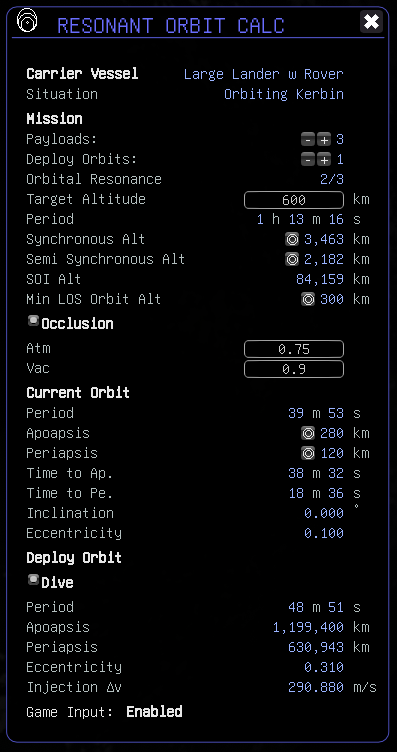 RESONANT ORBIT CALC
Carrier Vessel Large Lander w Rover
Situation Orbiting Kerbin
Mission
Payloads: - + 3
Deploy Orbits: - + 1
Orbital Resonance 2/3
Target Altitude 600 km
Period 1 h 13 m 16 s
Synchronous Alt 3,463 km
Semi Synchronous Alt 2,182 km
SOI Alt 84,159 km
Min LOS Orbit Alt 300 km
Occlusion
Atm 0.75
Vac 0.9
Current Orbit
Period 39 m 53 s
Apoapsis 280 km
Periapsis 120 km
Time to Ap. 38 m 32 s
Time to Pe. 18 m 36 s
Inclination 0.000 °
Eccentricity 0.100
Deploy Orbit
Dive
Period 48 m 51 s
Apoapsis 1,199,400 km
Periapsis 630,943 km
Eccentricity 0.310
Injection Δv 290.880 m/s
Game Input: Enabled